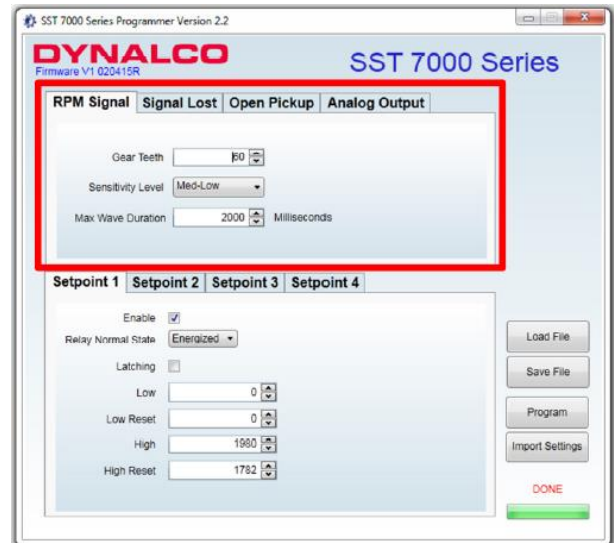 SST 7000 Series Programmer Version 2.2
DYNALCO
Firmware V1 020415R
SST 7000 Series
RPM Signal Signal Lost Open Pickup Analog Output
Gear Teeth 60
Sensitivity Level Med-Low
Max Wave Duration 2000 Milliseconds
Setpoint 1 Setpoint 2 Setpoint 3 Setpoint 4
Enable
Relay Normal State Energized
Latching
Low 0
Low Reset 0
High 1980
High Reset 1782
Load File
Save File
Program
Import Settings
DONE